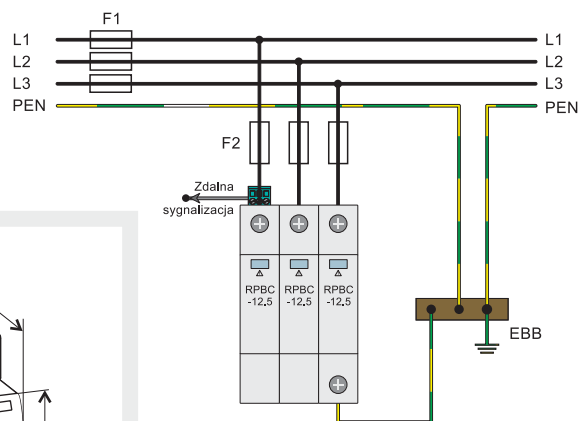 F1
L1 L1
L2 L2
L3 L3
PEN PEN
F2
Zdalna
sygnalizacja
RPBC RPBC RPBC
-12.5 -12.5 -12.5
EBB